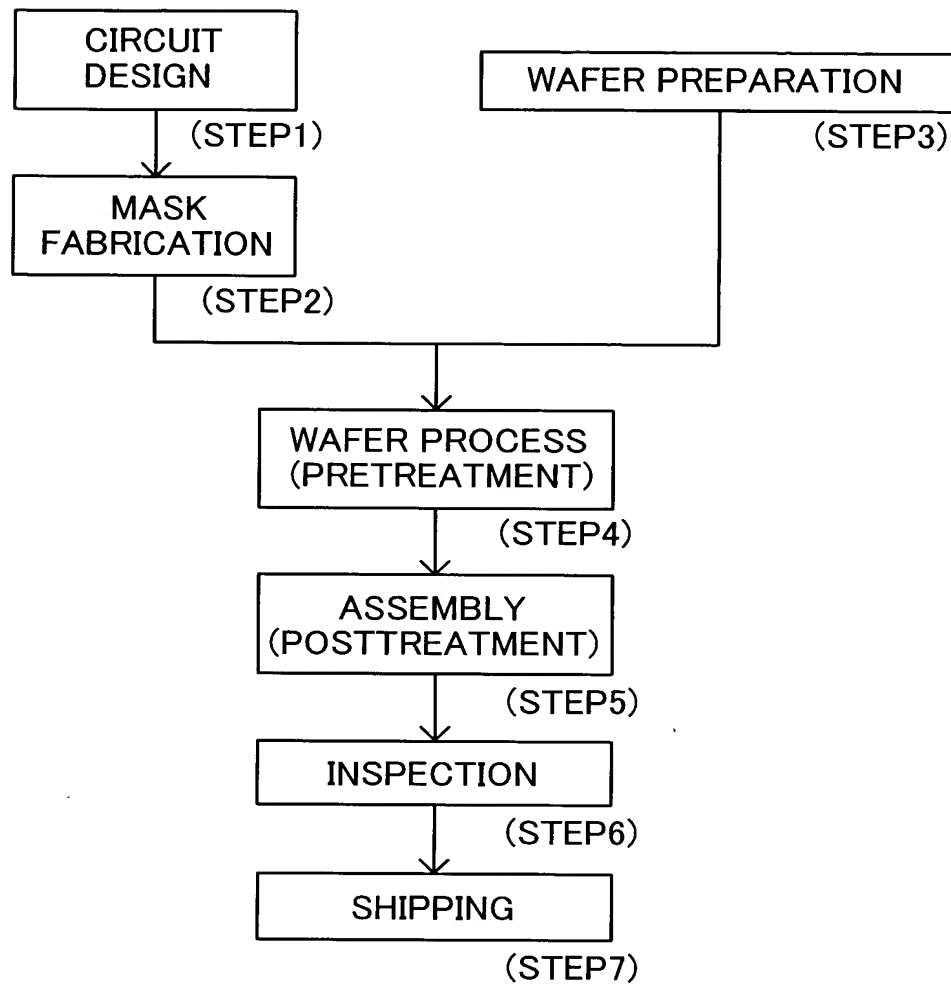 CIRCUIT
DESIGN
(STEP1)
MASK
FABRICATION
(STEP2)
WAFER PREPARATION
(STEP3)
WAFER PROCESS
(PRETREATMENT)
(STEP4)
ASSEMBLY
(POSTTREATMENT)
(STEP5)
INSPECTION
(STEP6)
SHIPPING
(STEP7)